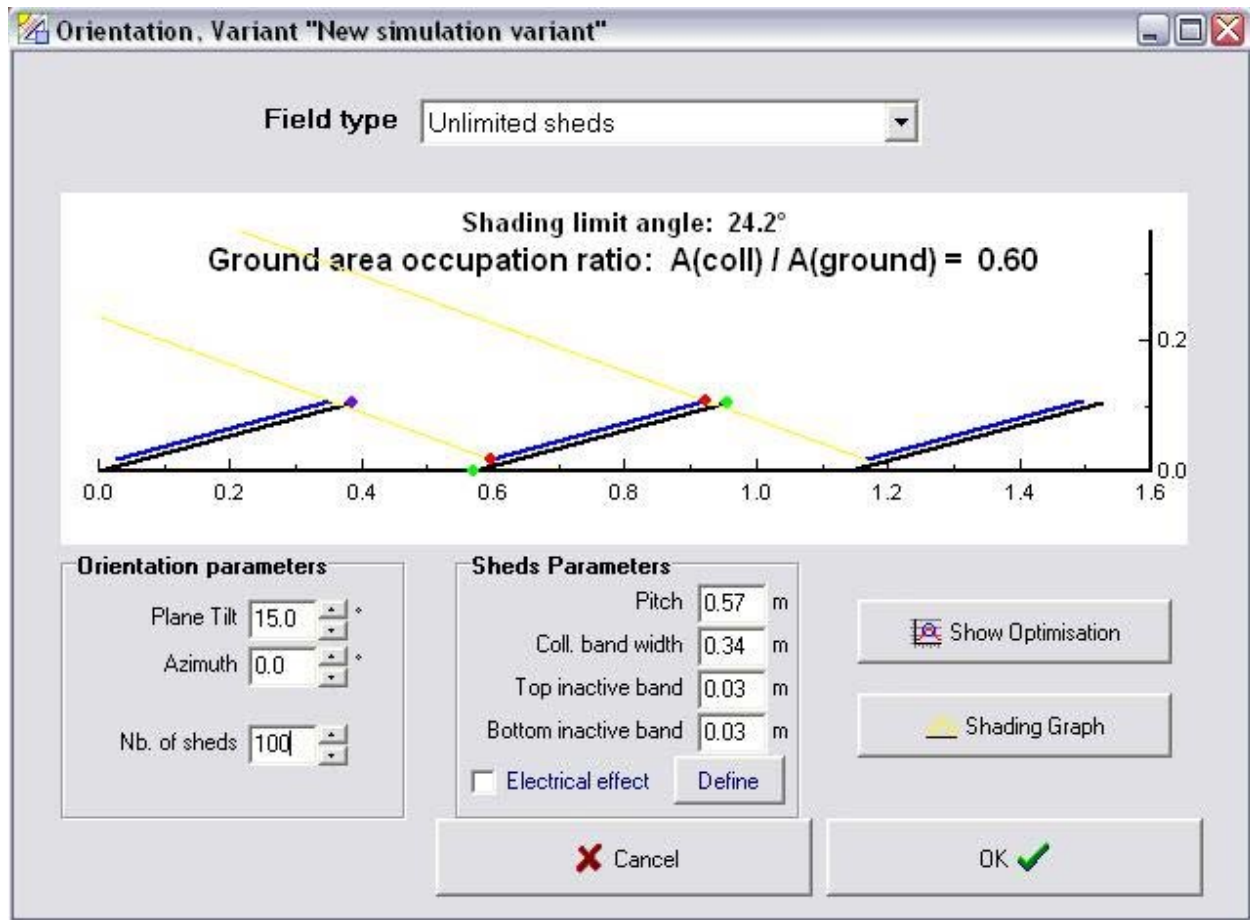 Orientation, Variant "New simulation variant"
Field type Unlimited sheds
Shading limit angle: 24.2°
Ground area occupation ratio: A(coll) / A(ground) = 0.60
0.2
0.0
0.0 0.2 0.4 0.6 0.8 1.0 1.2 1.4 1.6
Orientation parameters
Plane Tilt 15.0 °
Azimuth 0.0 °
Nb. of sheds 100
Sheds Parameters
Pitch 0.57 m
Coll. band width 0.34 m
Top inactive band 0.03 m
Bottom inactive band 0.03 m
Electrical effect Define
Show Optimisation
Shading Graph
Cancel
OK